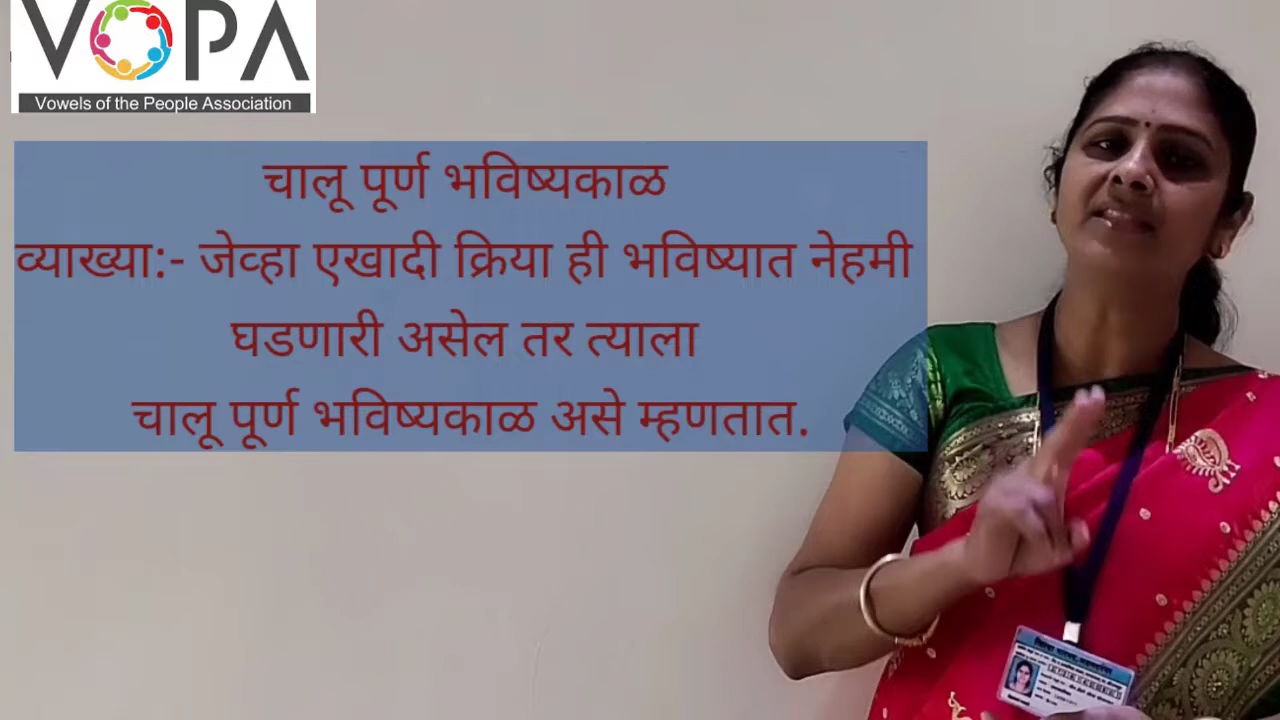 VOPA
Vowels of the People Association
चालू पूर्ण भविष्यकाळ
व्याख्या:- जेव्हा एखादी क्रिया ही भविष्यात नेहमी
घडणारी असेल तर त्याला
चालू पूर्ण भविष्यकाळ असे म्हणतात.